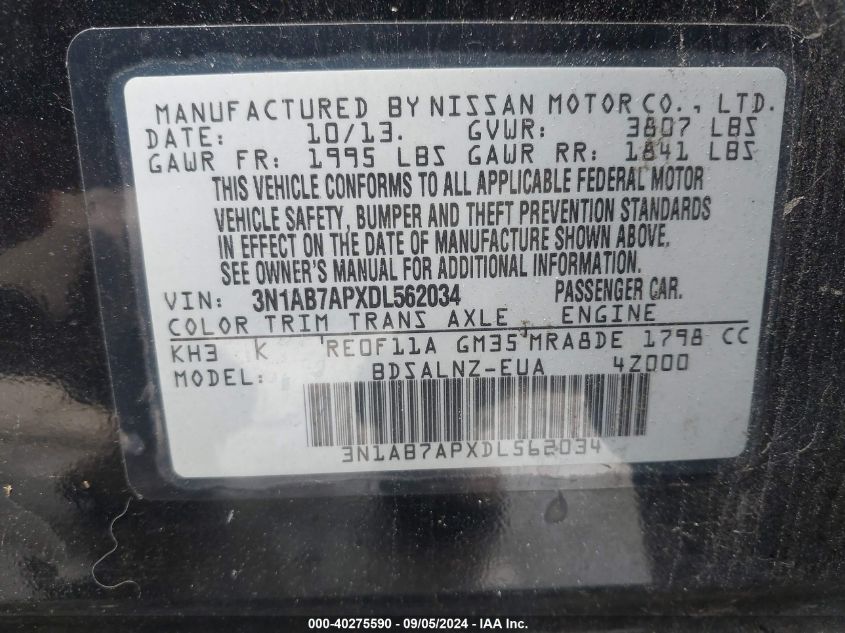 MANUFACTURED BY NISSAN MOTOR CO., LTD.
DATE: 10/13. GVWR: 3807 LBS
GAWR FR: 1995 LBS GAWR RR: 1841 LBS
THIS VEHICLE CONFORMS TO ALL APPLICABLE FEDERAL MOTOR
VEHICLE SAFETY, BUMPER AND THEFT PREVENTION STANDARDS
IN EFFECT ON THE DATE OF MANUFACTURE SHOWN ABOVE.
SEE OWNER'S MANUAL FOR ADDITIONAL INFORMATION.
VIN: 3N1AB7APXDL562034 PASSENGER CAR.
COLOR TRIM TRANS AXLE ENGINE
KH3 K RE0F11A GM35 MRA8DE 1798 CC
MODEL: BDSALNZ-EUA 4Z000
3N1AB7APXDL562034
000-40275590 - 09/05/2024 - IAAI.com